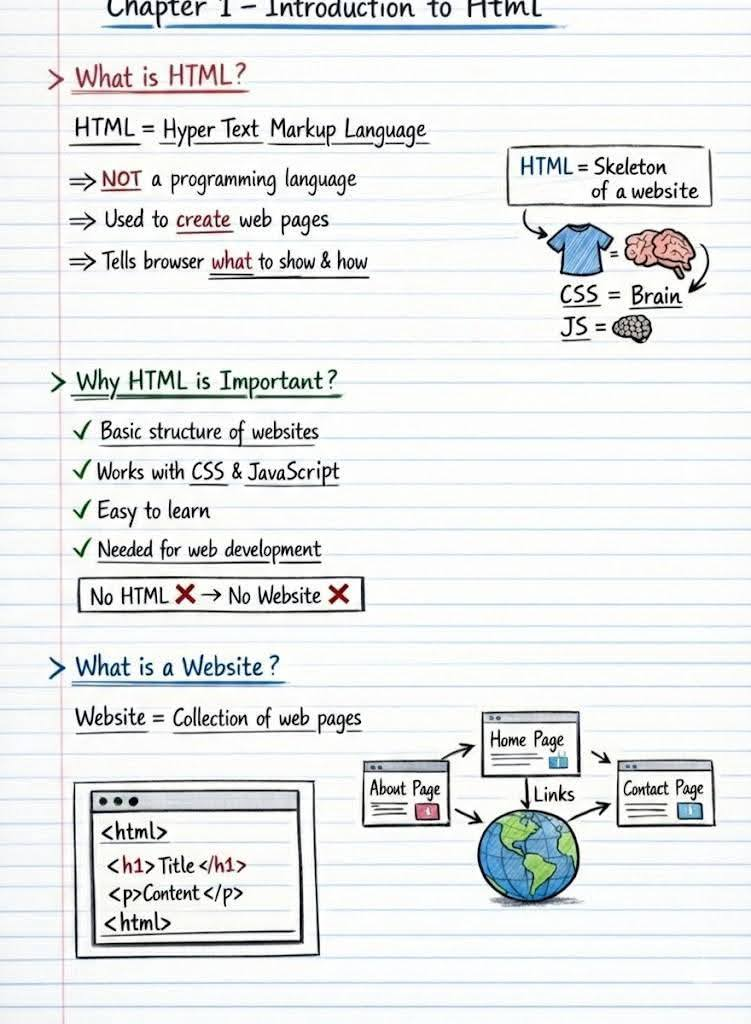 Chapter 1 – Introduction to Html
> What is HTML?
HTML = Hyper Text Markup Language
⇒ NOT a programming language
⇒ Used to create web pages
⇒ Tells browser what to show & how
HTML = Skeleton
of a website
=
CSS = Brain
JS =
> Why HTML is Important?
✓ Basic structure of websites
✓ Works with CSS & JavaScript
✓ Easy to learn
✓ Needed for web development
No HTML ❌ → No Website ❌
> What is a Website?
Website = Collection of web pages
Home Page
About Page
Links
Contact Page
<html>
<h1> Title </h1>
<p>Content </p>
<html>